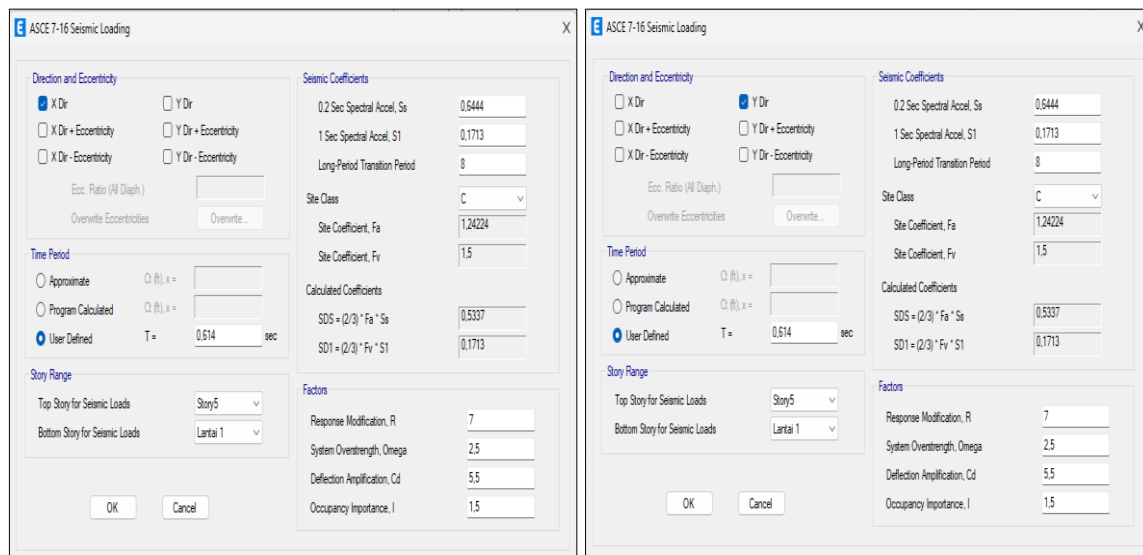 E ASCE 7-16 Seismic Loading X
Direction and Eccentricity
X Dir Y Dir
X Dir + Eccentricity Y Dir + Eccentricity
X Dir - Eccentricity Y Dir - Eccentricity
Ecc. Ratio (All Diaph.)
Overwrite Eccentricities Overwrite...
Time Period
Approximate Ct (ft), x =
Program Calculated Ct (ft), x =
User Defined T = 0,614 sec
Story Range
Top Story for Seismic Loads Story5
Bottom Story for Seismic Loads Lantai 1
OK Cancel
Seismic Coefficients
0.2 Sec Spectral Accel, Ss 0,6444
1 Sec Spectral Accel, S1 0,1713
Long-Period Transition Period 8
Site Class C
Site Coefficient, Fa 1,24224
Site Coefficient, Fv 1,5
Calculated Coefficients
SDS = (2/3) * Fa * Ss 0,5337
SD1 = (2/3) * Fv * S1 0,1713
Factors
Response Modification, R 7
System Overstrength, Omega 2,5
Deflection Amplification, Cd 5,5
Occupancy Importance, I 1,5
E ASCE 7-16 Seismic Loading X
Direction and Eccentricity
X Dir Y Dir
X Dir + Eccentricity Y Dir + Eccentricity
X Dir - Eccentricity Y Dir - Eccentricity
Ecc. Ratio (All Diaph.)
Overwrite Eccentricities Overwrite...
Time Period
Approximate Ct (ft), x =
Program Calculated Ct (ft), x =
User Defined T = 0,614 sec
Story Range
Top Story for Seismic Loads Story5
Bottom Story for Seismic Loads Lantai 1
OK Cancel
Seismic Coefficients
0.2 Sec Spectral Accel, Ss 0,6444
1 Sec Spectral Accel, S1 0,1713
Long-Period Transition Period 8
Site Class C
Site Coefficient, Fa 1,24224
Site Coefficient, Fv 1,5
Calculated Coefficients
SDS = (2/3) * Fa * Ss 0,5337
SD1 = (2/3) * Fv * S1 0,1713
Factors
Response Modification, R 7
System Overstrength, Omega 2,5
Deflection Amplification, Cd 5,5
Occupancy Importance, I 1,5